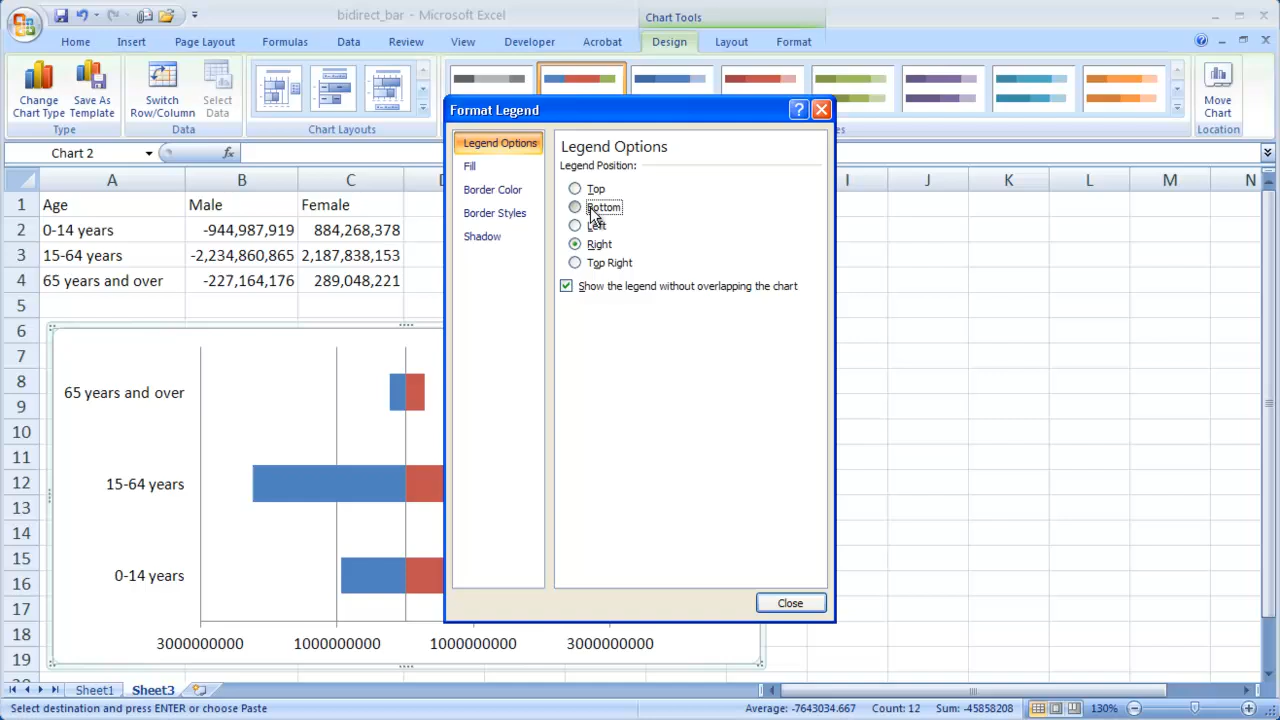 bidirect_bar - Microsoft Excel
Chart Tools
Home Insert Page Layout Formulas Data Review View Developer Acrobat Design Layout Format
Change Chart Type
Save As Template
Switch Row/Column
Select Data
Move Chart
Type Data Chart Layouts Location
Chart 2 fx
A B C I J K L M N
1 Age Male Female
2 0-14 years -944,987,919 884,268,378
3 15-64 years -2,234,860,865 2,187,838,153
4 65 years and over -227,164,176 289,048,221
5
6
7
8
9
10
11
12
13
14
15
16
17
18
19
65 years and over
15-64 years
0-14 years
3000000000 1000000000 1000000000 3000000000
Format Legend
Legend Options
Fill
Border Color
Border Styles
Shadow
Legend Options
Legend Position:
Top
Bottom
Left
Right
Top Right
Show the legend without overlapping the chart
Close
Sheet1 Sheet3
Select destination and press ENTER or choose Paste Average: -7643034.667 Count: 12 Sum: -45858208 130%